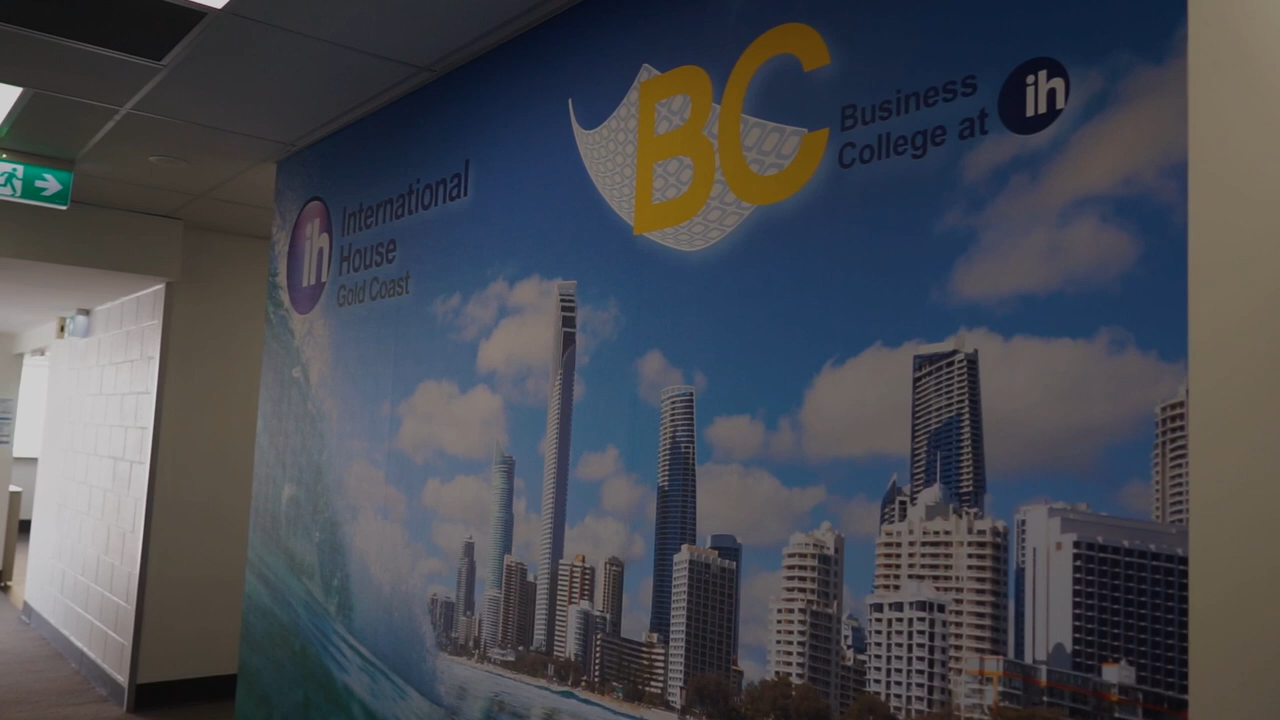 ih
International
House
Gold Coast
BC
Business
College at
ih